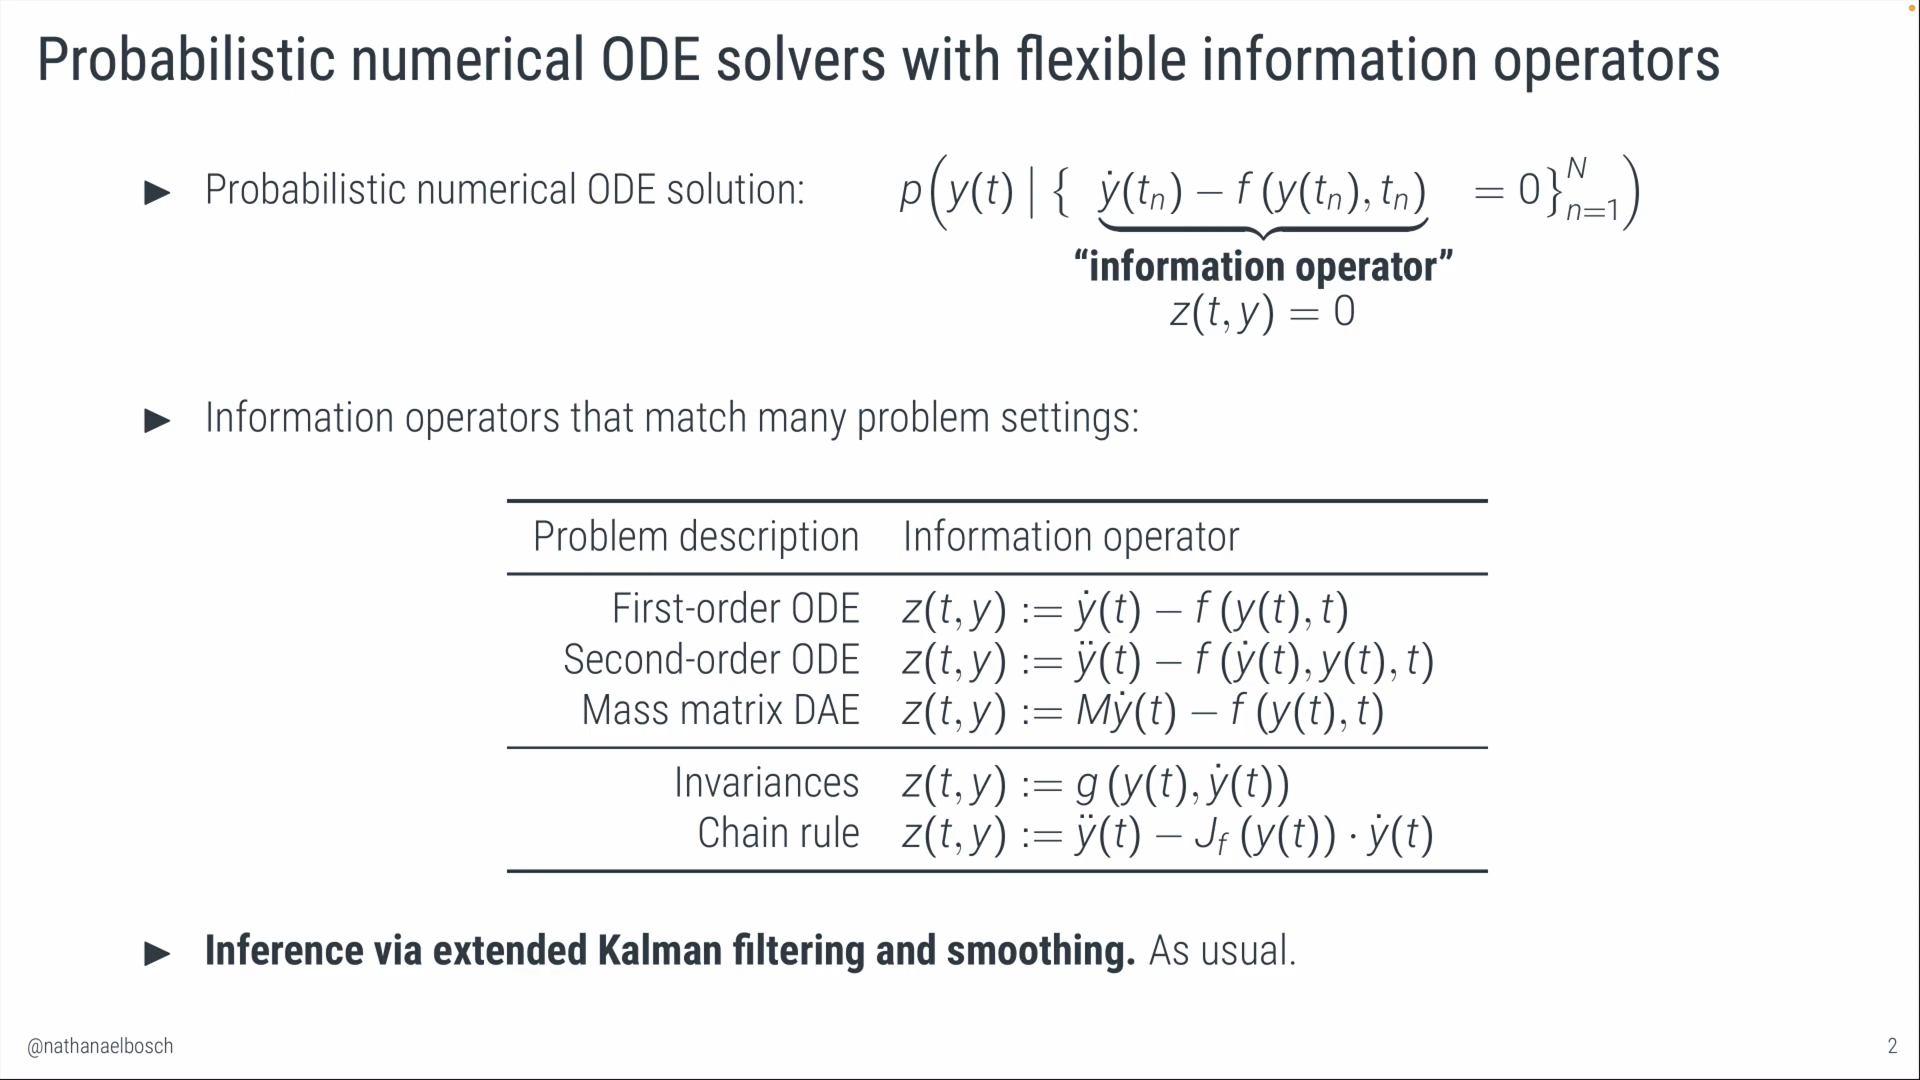 Probabilistic numerical ODE solvers with flexible information operators
▶ Probabilistic numerical ODE solution: p(y(t) | { ẏ(tₙ) − f (y(tₙ), tₙ) = 0}ᴺₙ₌₁)
“information operator”
z(t, y) = 0
▶ Information operators that match many problem settings:
Problem description Information operator
First-order ODE z(t, y) := ẏ(t) − f (y(t), t)
Second-order ODE z(t, y) := ÿ(t) − f (ẏ(t), y(t), t)
Mass matrix DAE z(t, y) := Mẏ(t) − f (y(t), t)
Invariances z(t, y) := g (y(t), ẏ(t))
Chain rule z(t, y) := ÿ(t) − J_f (y(t)) · ẏ(t)
▶ Inference via extended Kalman filtering and smoothing. As usual.
@nathanaelbosch 2